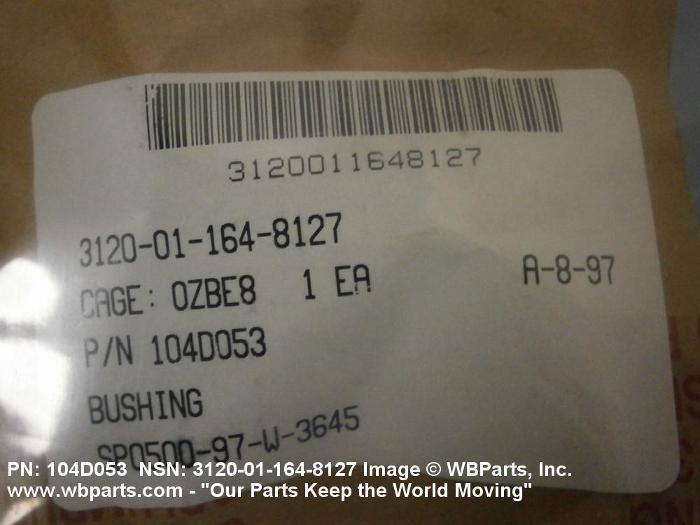 3120011648127
3120-01-164-8127
CAGE: 0ZBE8 1 EA A-8-97
P/N 104D053
BUSHING
SP0500-97-W-3645
PN: 104D053 NSN: 3120-01-164-8127 Image © WBParts, Inc.
www.wbparts.com - "Our Parts Keep the World Moving"